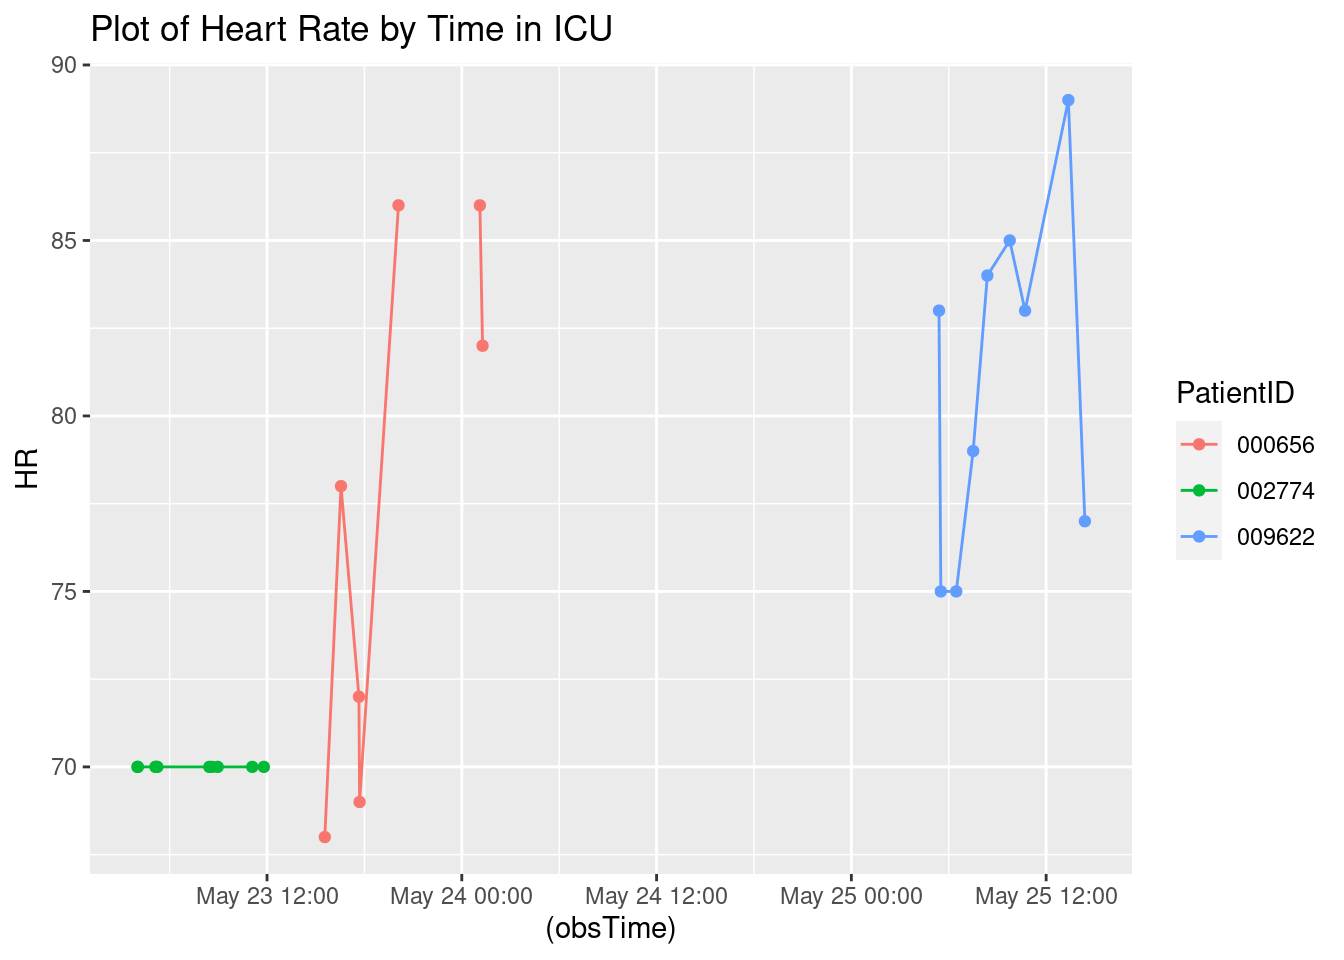 Plot of Heart Rate by Time in ICU
90
85
80
75
70
HR
May 23 12:00
May 24 00:00
May 24 12:00
May 25 00:00
May 25 12:00
(obsTime)
PatientID
000656
002774
009622